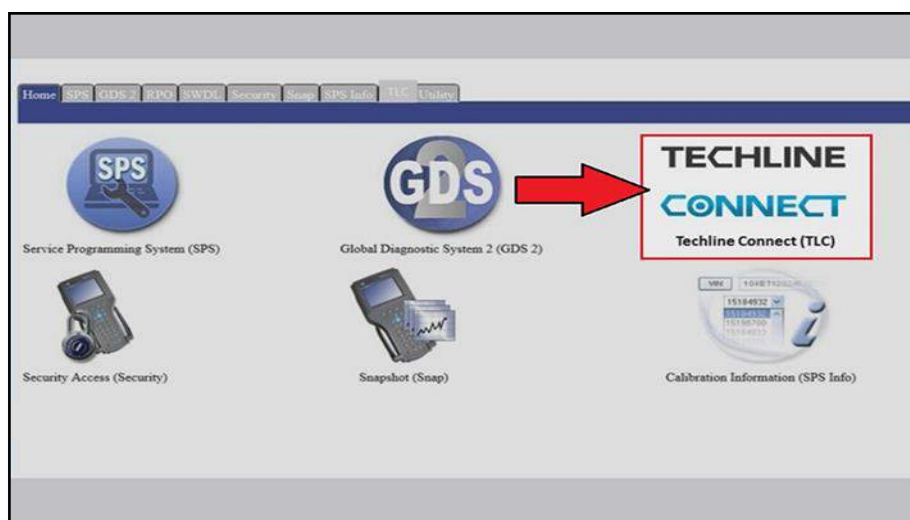 Home SPS GDS 2 RPO SWDL Security Snap SPS Info TLC Utility
SPS
GDS
2
TECHLINE
CONNECT
Techline Connect (TLC)
Service Programming System (SPS)
Global Diagnostic System 2 (GDS 2)
VIN
15184932
15184932
Security Access (Security)
Snapshot (Snap)
Calibration Information (SPS Info)